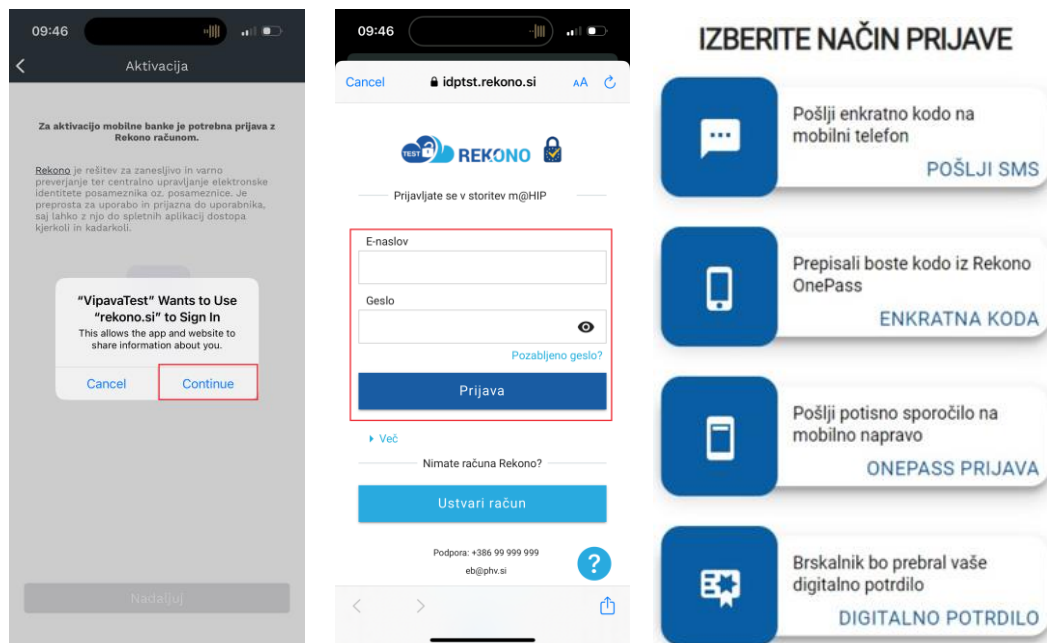 09:46
Aktivacija
Za aktivacijo mobilne banke je potrebna prijava z
Rekono računom.
Rekono je rešitev za zanesljivo in varno
preverjanje ter centralno upravljanje elektronske
identitete posameznika oz. posameznice. Je
preprosta za uporabo in prijazna do uporabnika,
saj lahko z njo do spletnih aplikacij dostopa
kjerkoli in kadarkoli.
"VipavaTest" Wants to Use
"rekono.si" to Sign In
This allows the app and website to
share information about you.
Cancel
Continue
Nadaljuj
09:46
Cancel
idptst.rekono.si
AA
TEST
REKONO
Prijavljate se v storitev m@HIP
E-naslov
Geslo
Pozabljeno geslo?
Prijava
Več
Nimate računa Rekono?
Ustvari račun
Podpora: +386 99 999 999
eb@phv.si
?
IZBERITE NAČIN PRIJAVE
Pošlji enkratno kodo na
mobilni telefon
POŠLJI SMS
Prepisali boste kodo iz Rekono
OnePass
ENKRATNA KODA
Pošlji potisno sporočilo na
mobilno napravo
ONEPASS PRIJAVA
Brskalnik bo prebral vaše
digitalno potrdilo
DIGITALNO POTRDILO